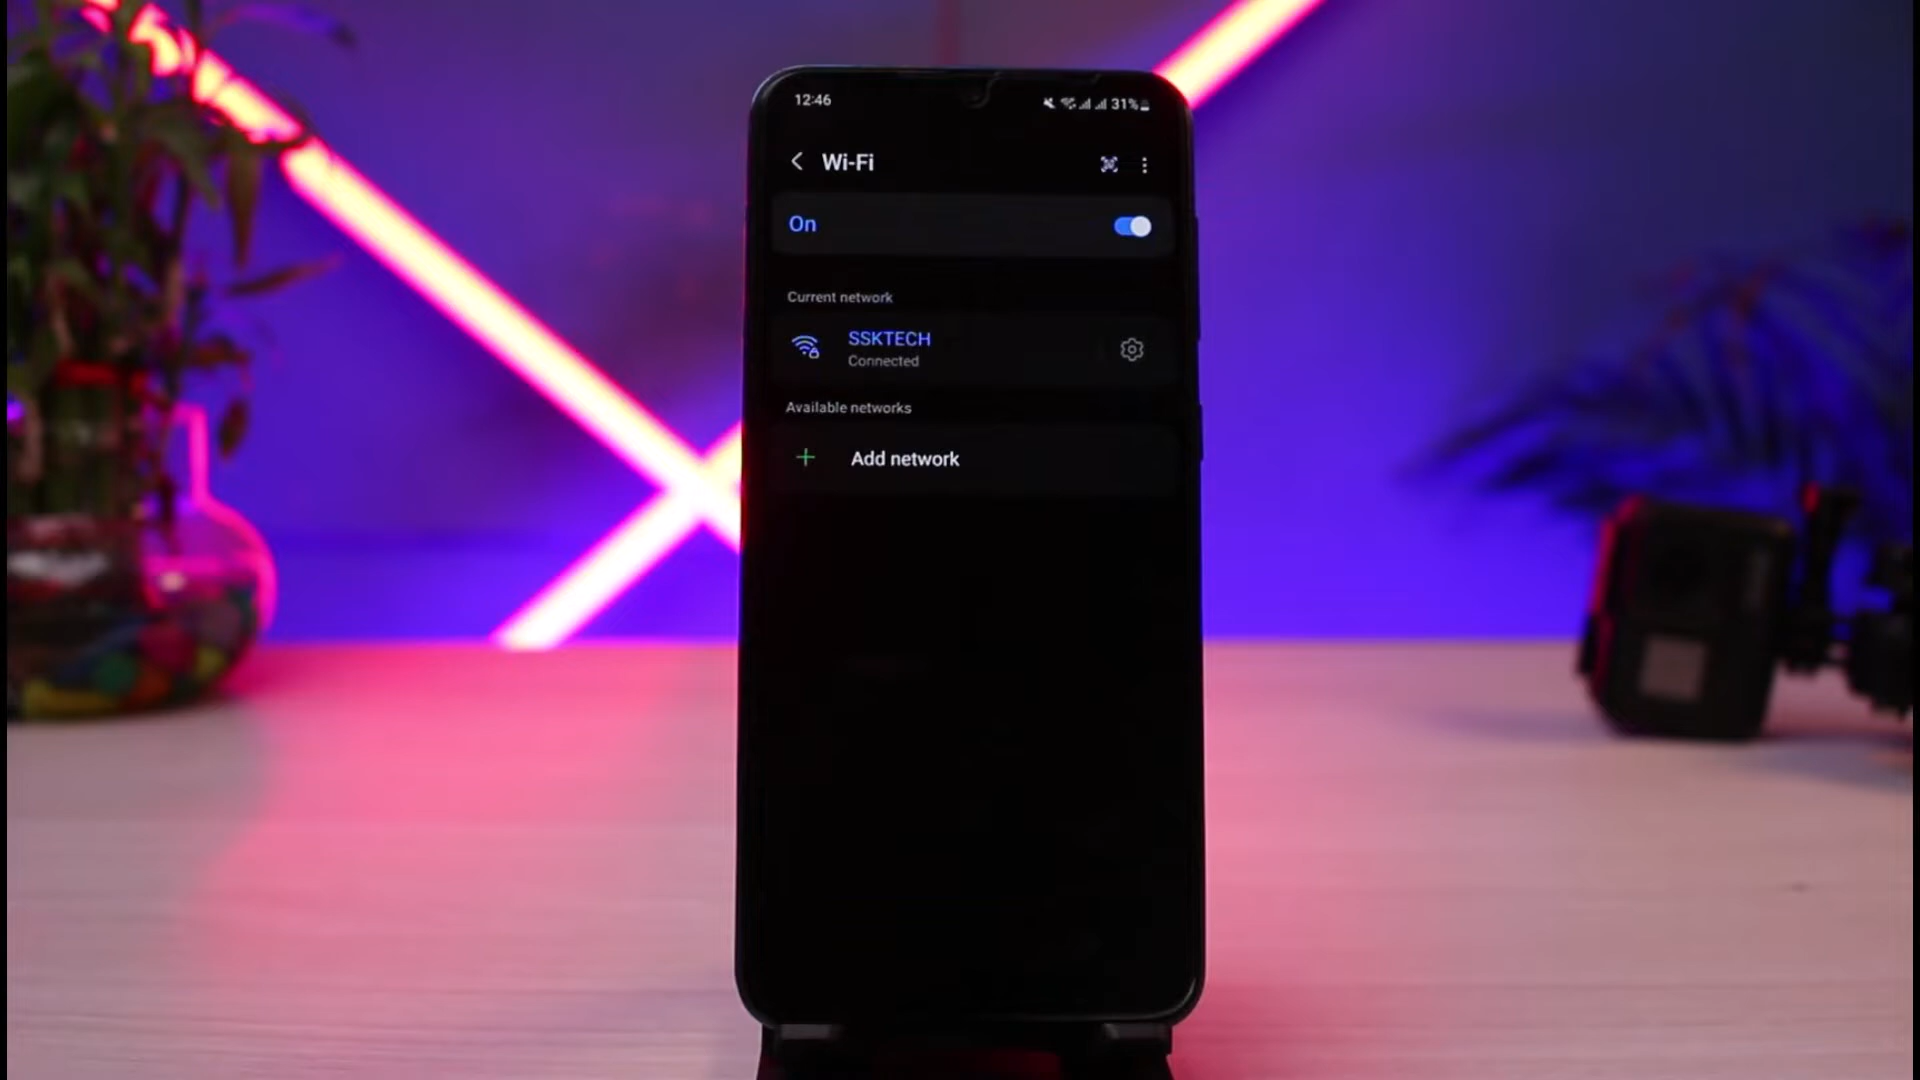 12:46 31%
Wi-Fi
On
Current network
SSKTECH
Connected
Available networks
Add network